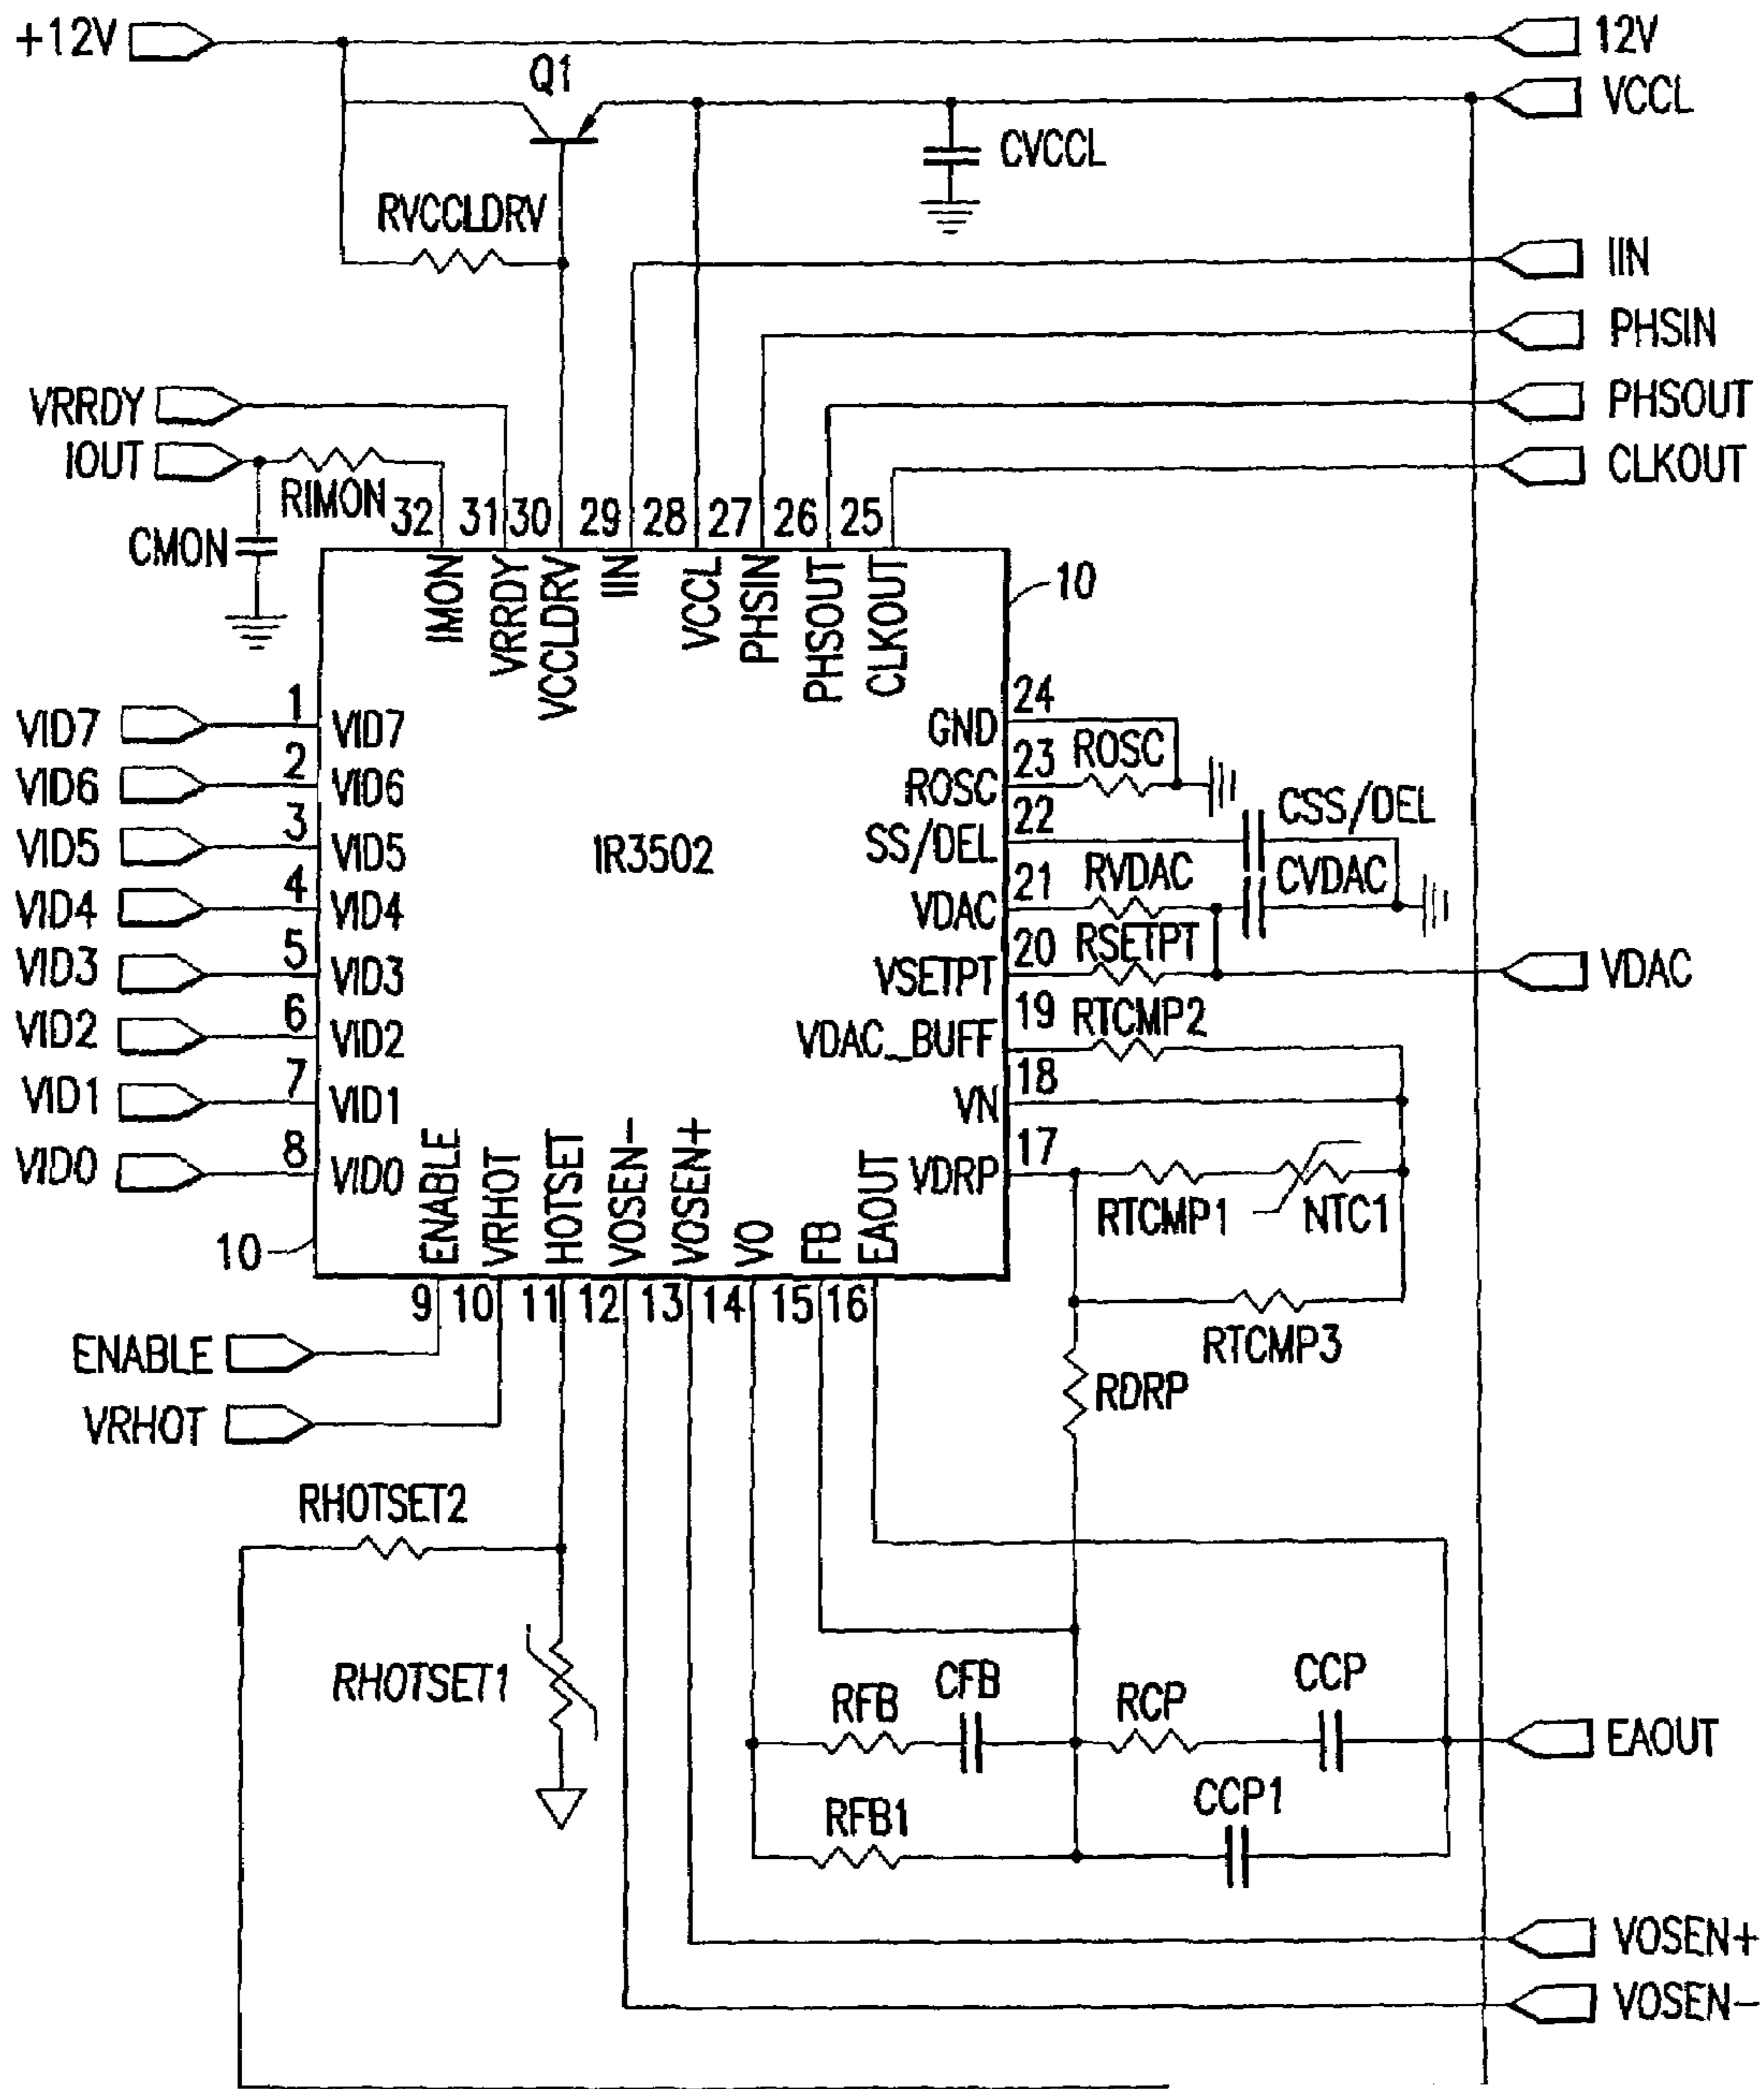 +12V
12V
Q1
VCCL
CVCCL
RVCCLDRV
IIN
PHSIN
VRRDY
PHSOUT
IOUT
CLKOUT
RIMON
32 31 30 29 28 27 26 25
CMON
IMON VRRDY VCCLDRV IIN VCCL PHSIN PHSOUT CLKOUT
10
VID7 1 VID7
VID6 2 VID6
VID5 3 VID5
VID4 4 VID4
VID3 5 VID3
VID2 6 VID2
VID1 7 VID1
VID0 8 VID0
IR3502
GND 24
ROSC 23 ROSC
SS/DEL 22 CSS/DEL
VDAC 21 RVDAC CVDAC
VSETPT 20 RSETPT VDAC
VDAC_BUFF 19 RTCMP2
VN 18
VDRP 17
RTCMP1 NTC1
10
ENABLE VRHOT HOTSET VOSEN- VOSEN+ VO FB EAOUT
9 10 11 12 13 14 15 16
RTCMP3
ENABLE
RDRP
VRHOT
RHOTSET2
RHOTSET1
RFB CFB RCP CCP
EAOUT
RFB1 CCP1
VOSEN+
VOSEN-